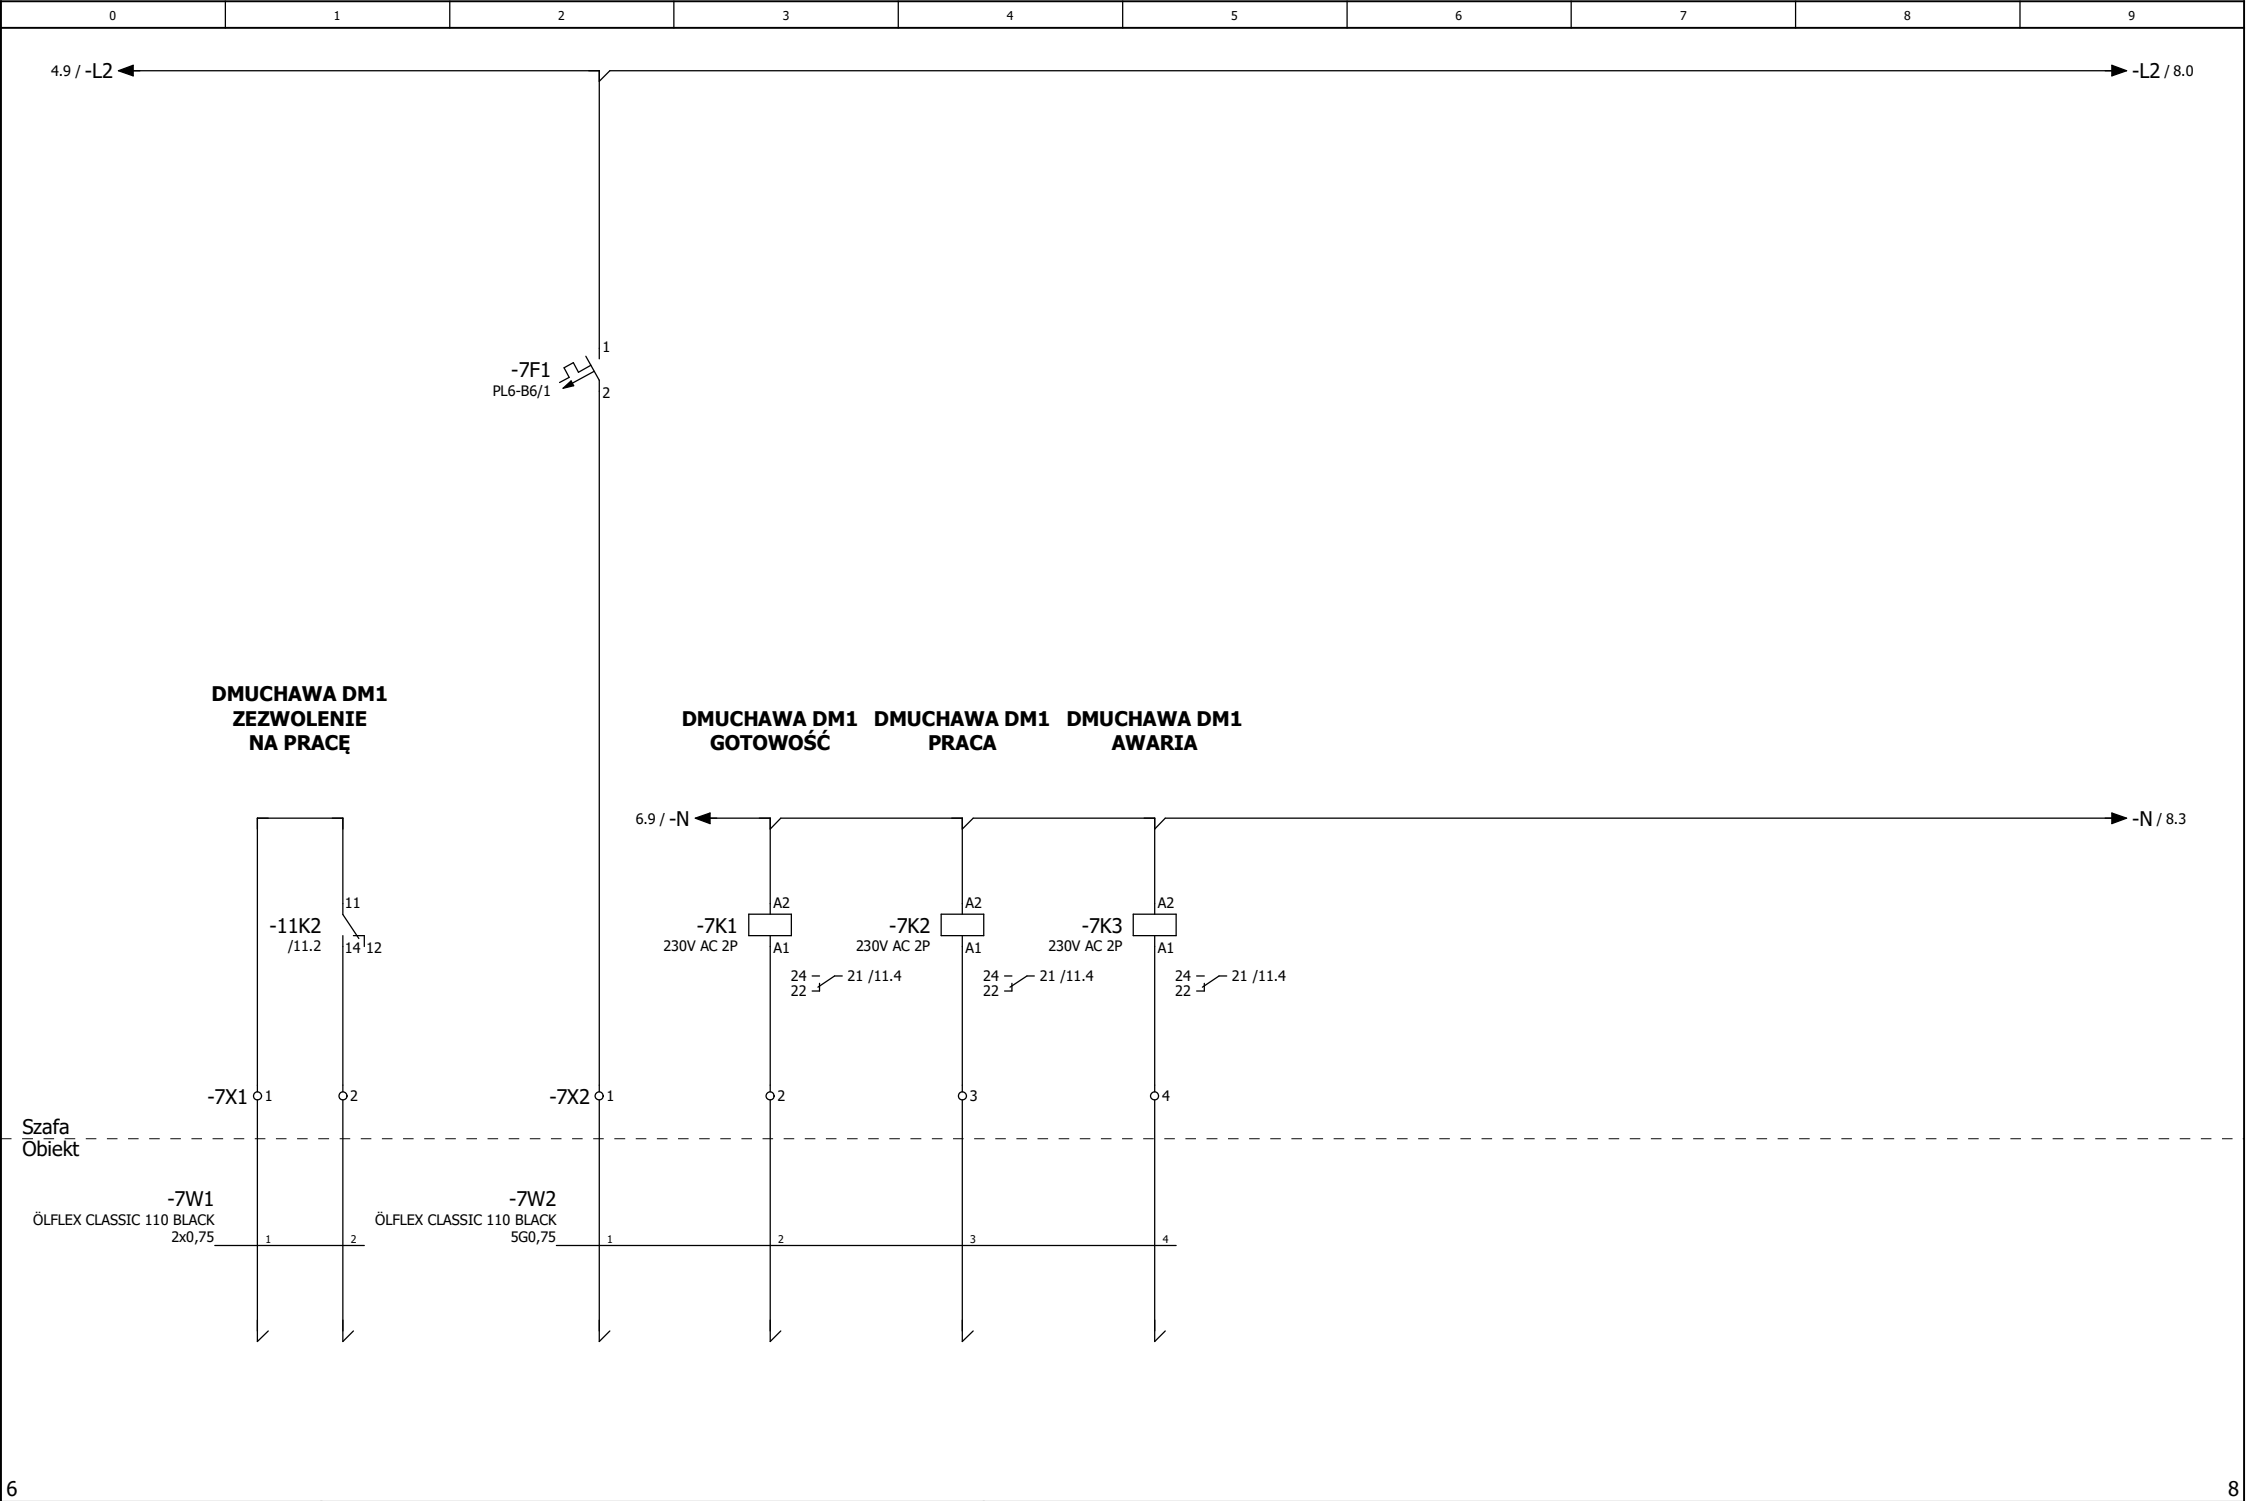 0 1 2 3 4 5 6 7 8 9
4.9 / -L2
-L2 / 8.0
1
-7F1
PL6-B6/1
2
DMUCHAWA DM1
ZEZWOLENIE
NA PRACĘ
DMUCHAWA DM1
GOTOWOŚĆ
DMUCHAWA DM1
PRACA
DMUCHAWA DM1
AWARIA
6.9 / -N
-N / 8.3
11
-11K2
/11.2
14 12
A2
-7K1
230V AC 2P
A1
24
22
21 /11.4
A2
-7K2
230V AC 2P
A1
24
22
21 /11.4
A2
-7K3
230V AC 2P
A1
24
22
21 /11.4
-7X1 1 2
-7X2 1 2 3 4
Szafa
Obiekt
-7W1
ÖLFLEX CLASSIC 110 BLACK
2x0,75
1 2
-7W2
ÖLFLEX CLASSIC 110 BLACK
5G0,75
1 2 3 4
6
8